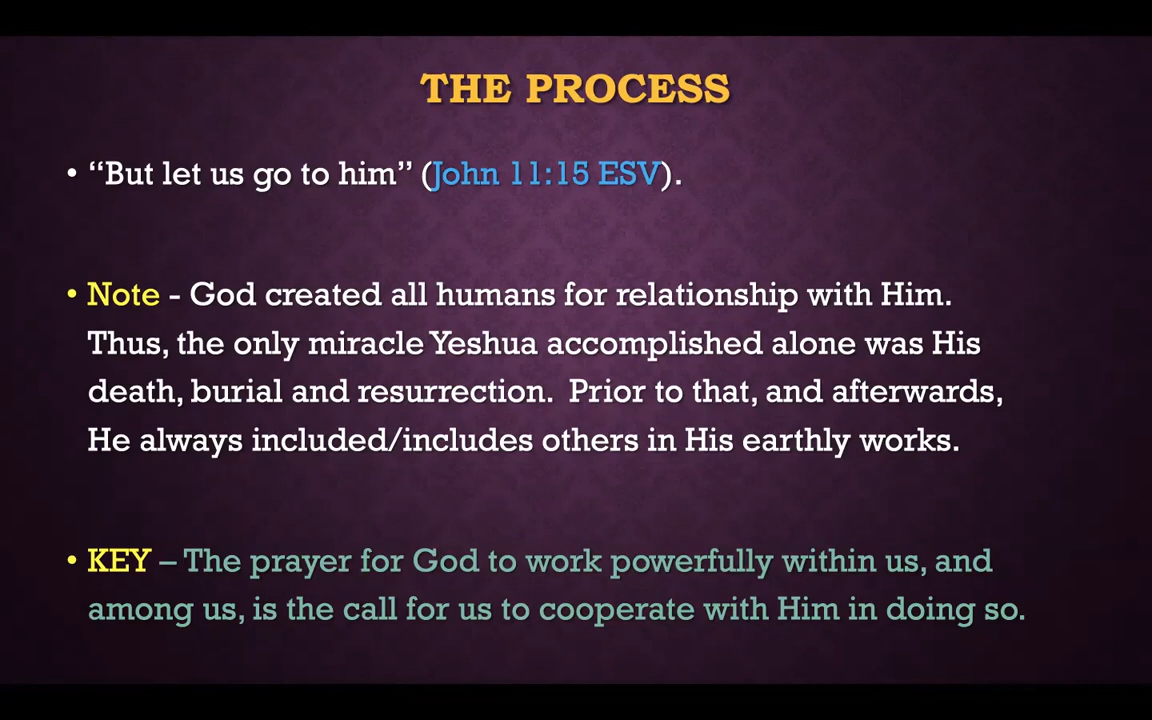 THE PROCESS
• “But let us go to him” (John 11:15 ESV).
• Note - God created all humans for relationship with Him.
Thus, the only miracle Yeshua accomplished alone was His
death, burial and resurrection.  Prior to that, and afterwards,
He always included/includes others in His earthly works.
• KEY – The prayer for God to work powerfully within us, and
among us, is the call for us to cooperate with Him in doing so.